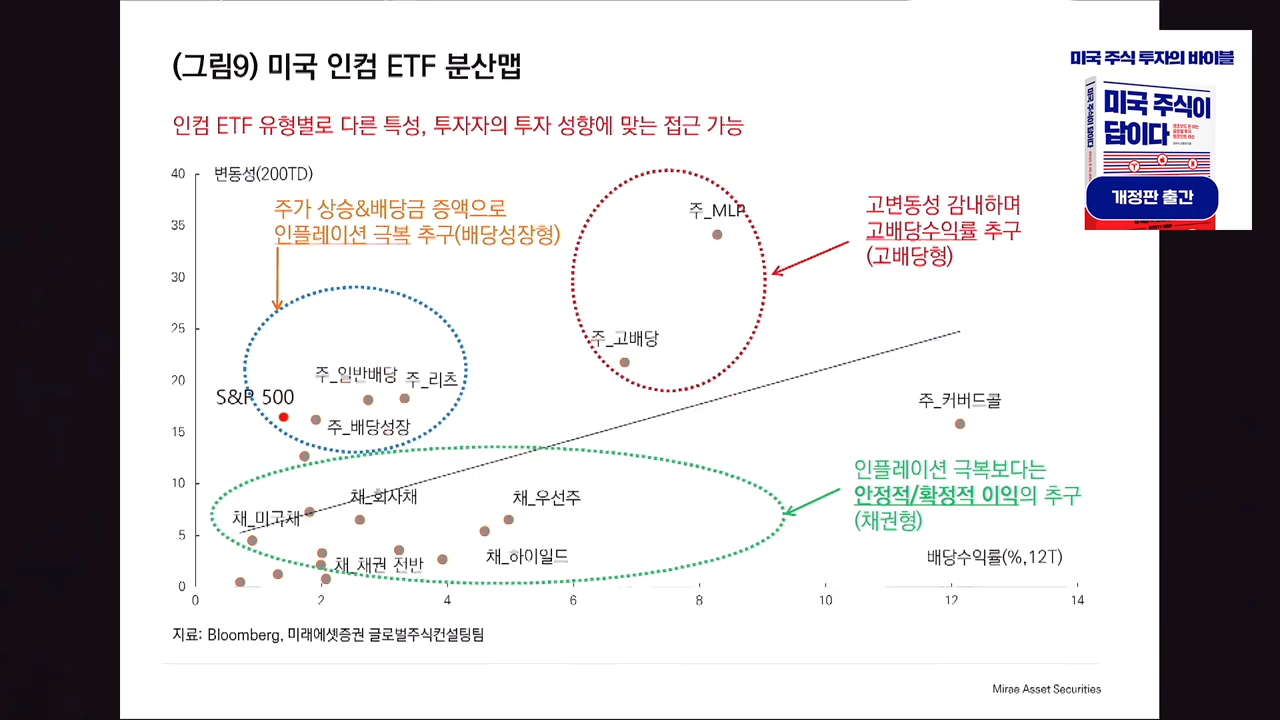 (그림9) 미국 인컴 ETF 분산맵
인컴 ETF 유형별로 다른 특성, 투자자의 투자 성향에 맞는 접근 가능
미국 주식 투자의 바이블
미국 주식이
답이다
미국 주식이 답이다
개정판 출간
변동성(200TD)
40
35
30
25
20
15
10
5
0
주가 상승&배당금 증액으로
인플레이션 극복 추구(배당성장형)
주_MLP
고변동성 감내하며
고배당수익률 추구
(고배당형)
주_고배당
주_일반배당
주_리츠
S&P 500
주_배당성장
주_커버드콜
인플레이션 극복보다는
안정적/확정적 이익의 추구
(채권형)
채_회사채
채_우선주
채_미국채
채_채권 전반
채_하이일드
배당수익률(%,12T)
0 2 4 6 8 10 12 14
지료: Bloomberg, 미래에셋증권 글로벌주식컨설팅팀
Mirae Asset Securities